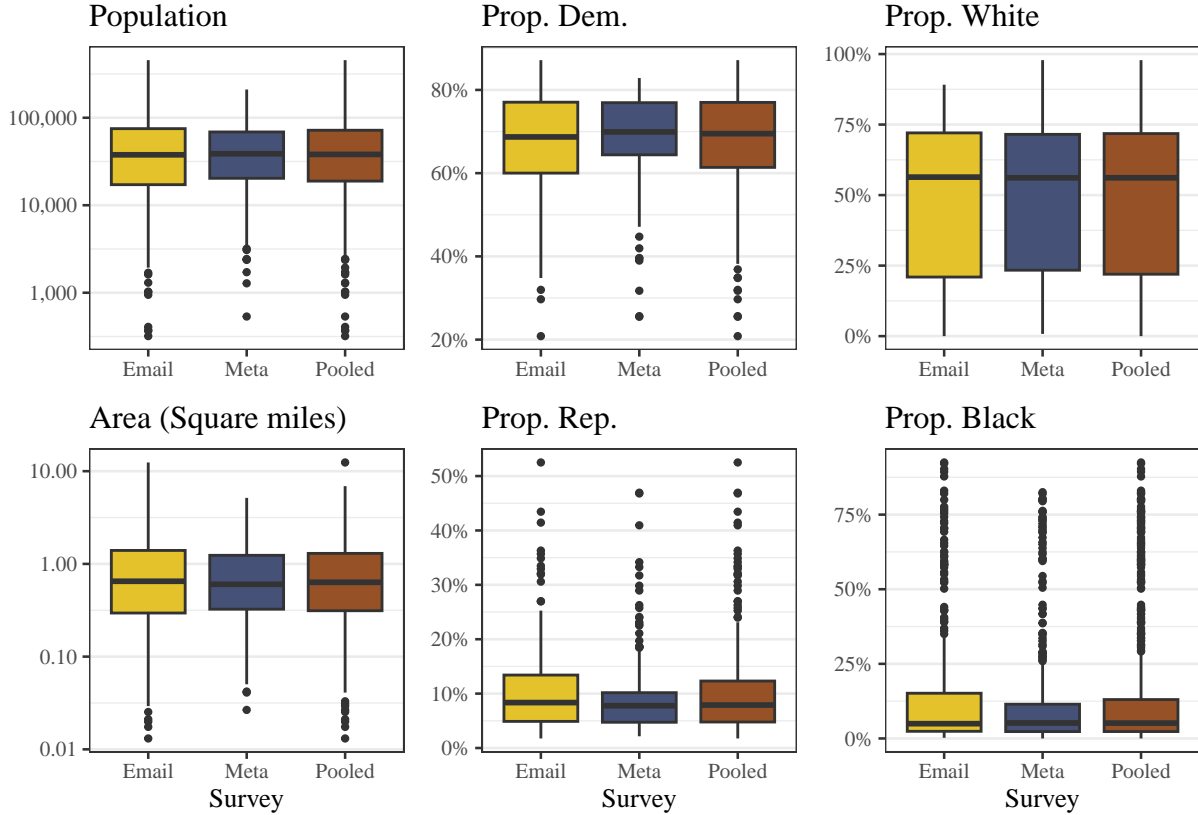 Population
100,000
10,000
1,000
Email Meta Pooled
Prop. Dem.
80%
60%
40%
20%
Email Meta Pooled
Prop. White
100%
75%
50%
25%
0%
Email Meta Pooled
Area (Square miles)
10.00
1.00
0.10
0.01
Email Meta Pooled
Survey
Prop. Rep.
50%
40%
30%
20%
10%
0%
Email Meta Pooled
Survey
Prop. Black
75%
50%
25%
0%
Email Meta Pooled
Survey